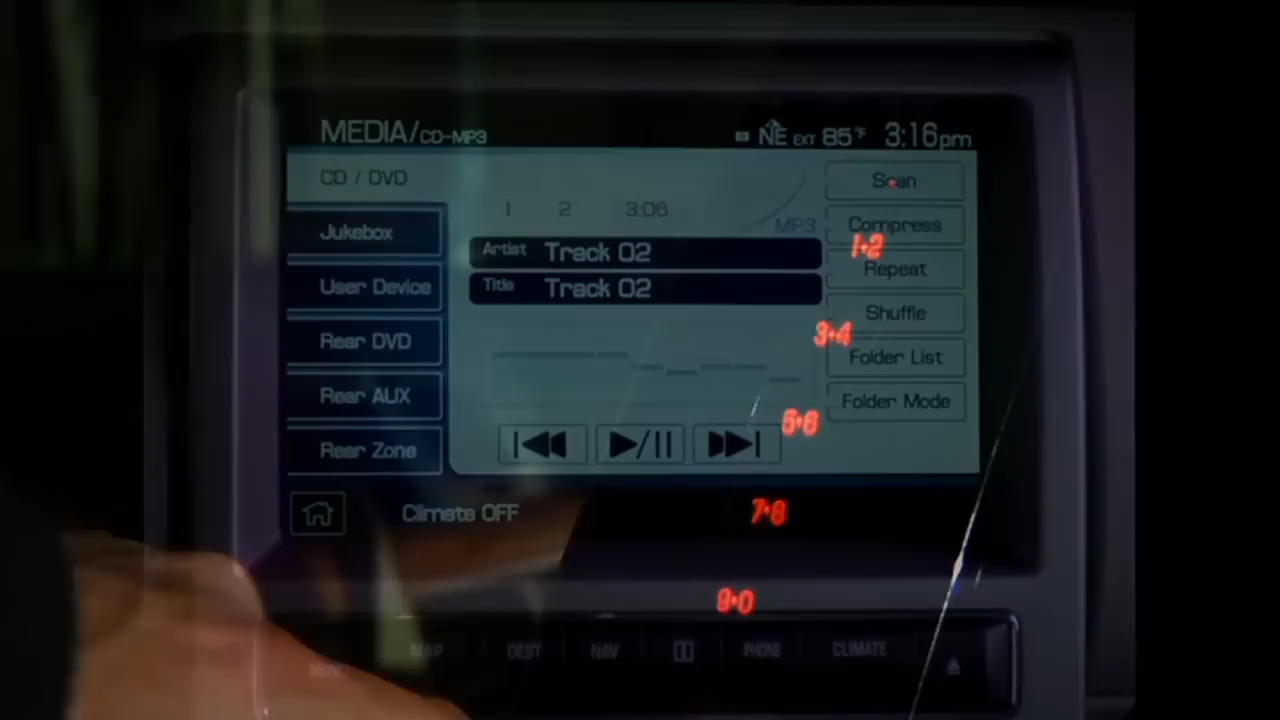 MEDIA/CD-MP3 NE EXT 85°F 3:16pm
CD / DVD
Jukebox
User Device
Rear DVD
Rear AUX
Rear Zone
1 2 3:06
MP3
Artist Track 02
Title Track 02
Scan
Compress
Repeat
Shuffle
Folder List
Folder Mode
1•2
3•4
5•6
7•8
9•0
Climate OFF
MAP DEST NAV PHONE CLIMATE